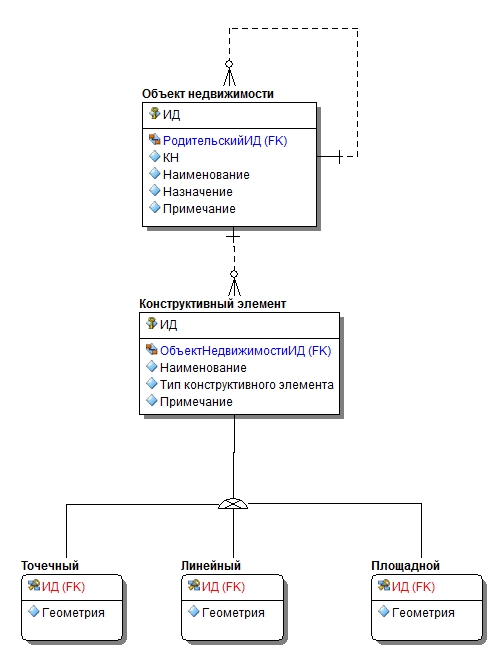 Объект недвижимости
ИД
РодительскийИД (FK)
КН
Наименование
Назначение
Примечание
Конструктивный элемент
ИД
ОбъектНедвижимостиИД (FK)
Наименование
Тип конструктивного элемента
Примечание
Точечный
ИД (FK)
Геометрия
Линейный
ИД (FK)
Геометрия
Площадной
ИД (FK)
Геометрия